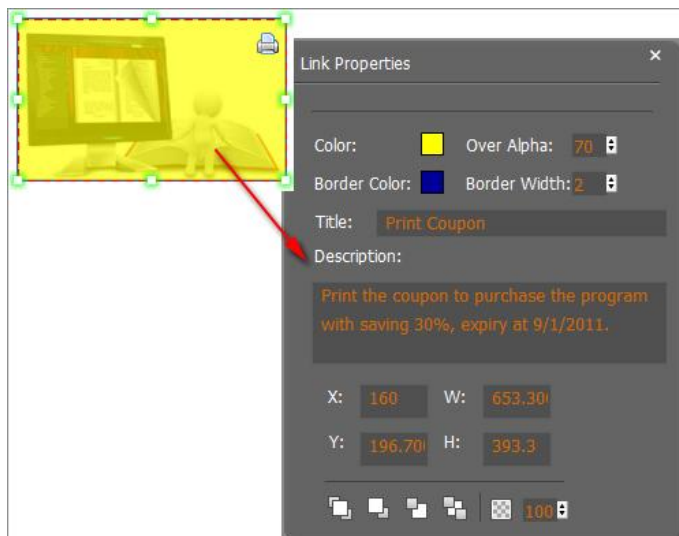 Link Properties
Color: Over Alpha: 70
Border Color: Border Width: 2
Title: Print Coupon
Description:
Print the coupon to purchase the program
with saving 30%, expiry at 9/1/2011.
X: 160 W: 653.30
Y: 196.70 H: 393.3
100